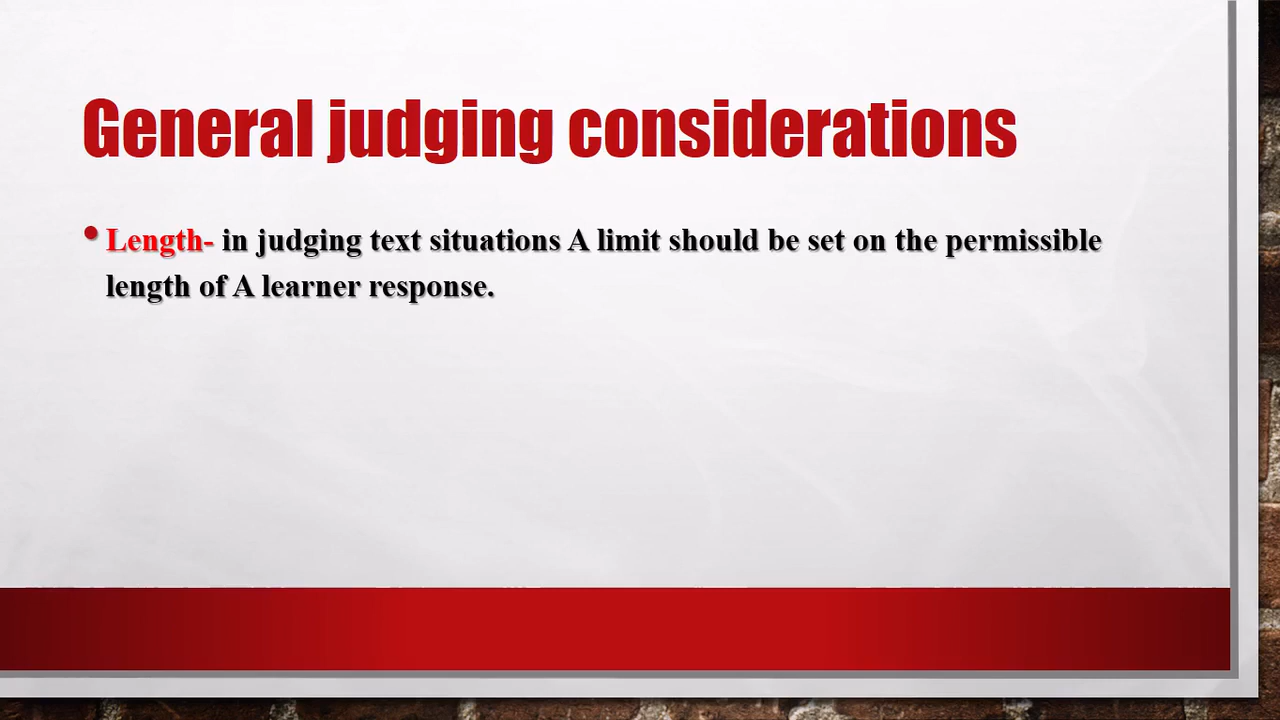 General judging considerations
• Length- in judging text situations A limit should be set on the permissible
length of A learner response.